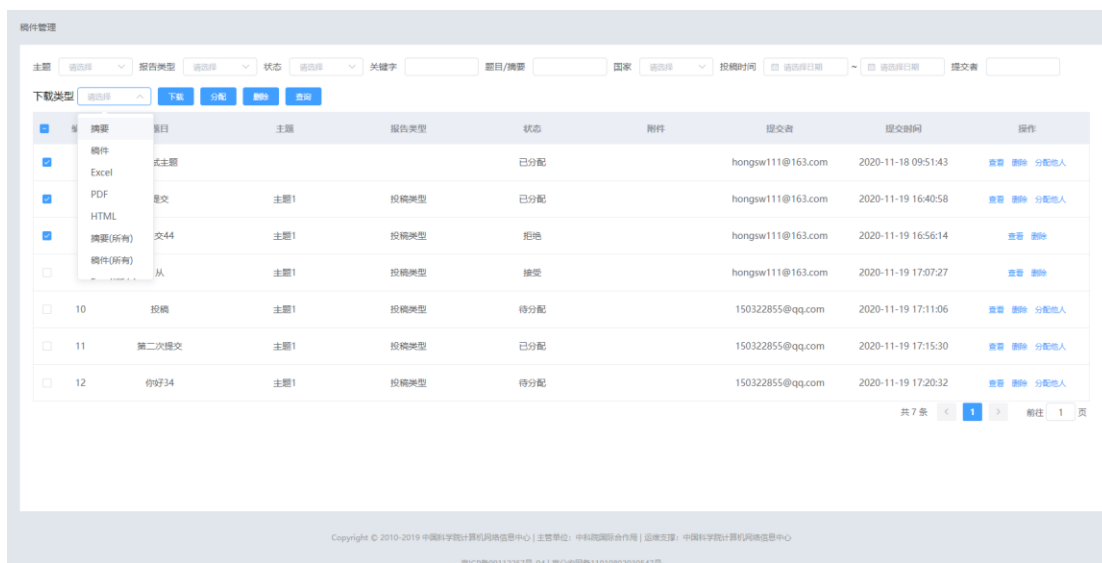 稿件管理
主题 请选择 报告类型 请选择 状态 请选择 关键字 题目/摘要 国家 请选择 投稿时间 请选择日期 ~ 请选择日期 提交者
下载类型 请选择 下载 分配 删除 查询
题目 主题 报告类型 状态 附件 提交者 提交时间 操作
摘要
稿件
Excel
PDF
HTML
摘要(所有)
稿件(所有)
试主题 已分配 hongsw111@163.com 2020-11-18 09:51:43 查看 删除 分配他人
提交 主题1 投稿类型 已分配 hongsw111@163.com 2020-11-19 16:40:58 查看 删除 分配他人
交44 主题1 投稿类型 拒绝 hongsw111@163.com 2020-11-19 16:56:14 查看 删除
从 主题1 投稿类型 接受 hongsw111@163.com 2020-11-19 17:07:27 查看 删除
10 投稿 主题1 投稿类型 待分配 150322855@qq.com 2020-11-19 17:11:06 查看 删除 分配他人
11 第二次提交 主题1 投稿类型 已分配 150322855@qq.com 2020-11-19 17:15:30 查看 删除 分配他人
12 你好34 主题1 投稿类型 待分配 150322855@qq.com 2020-11-19 17:20:32 查看 删除 分配他人
共 7 条 1 前往 1 页
Copyright © 2010-2019 中国科学院计算机网络信息中心 | 主管单位：中科院国际合作局 | 运维支撑：中国科学院计算机网络信息中心